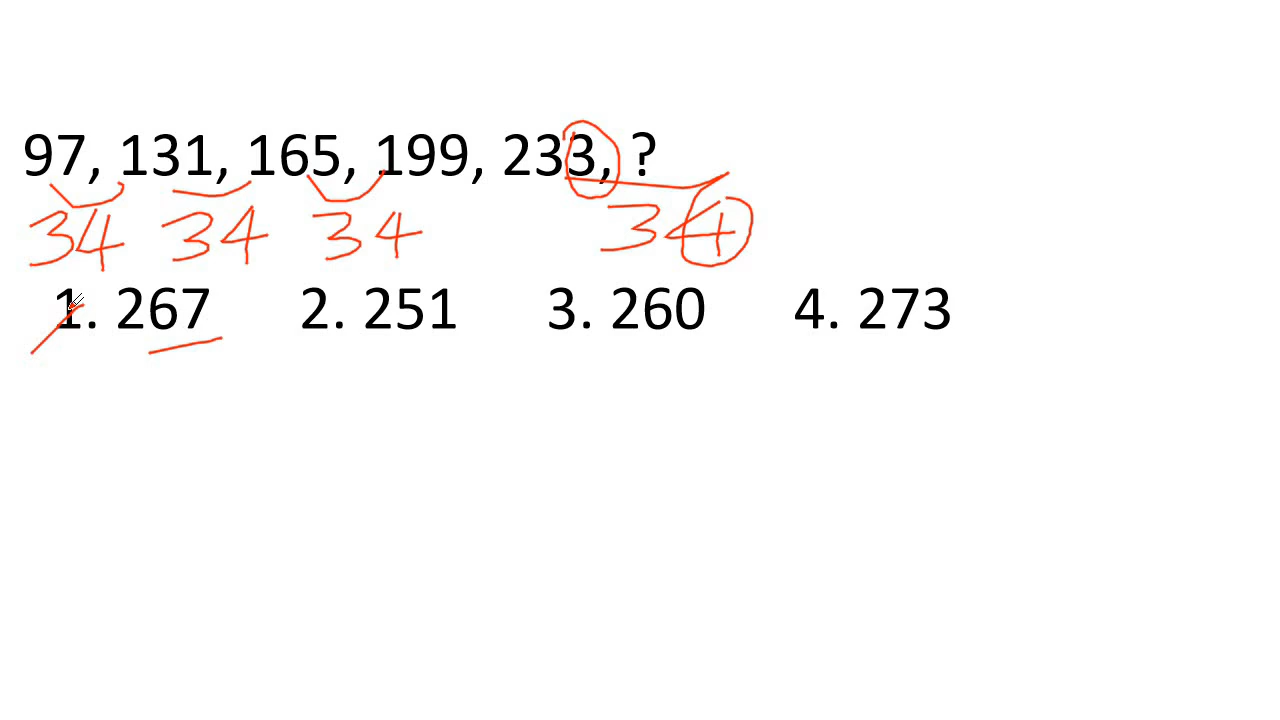 97, 131, 165, 199, 233, ?
34 34 34 34
1. 267 2. 251 3. 260 4. 273